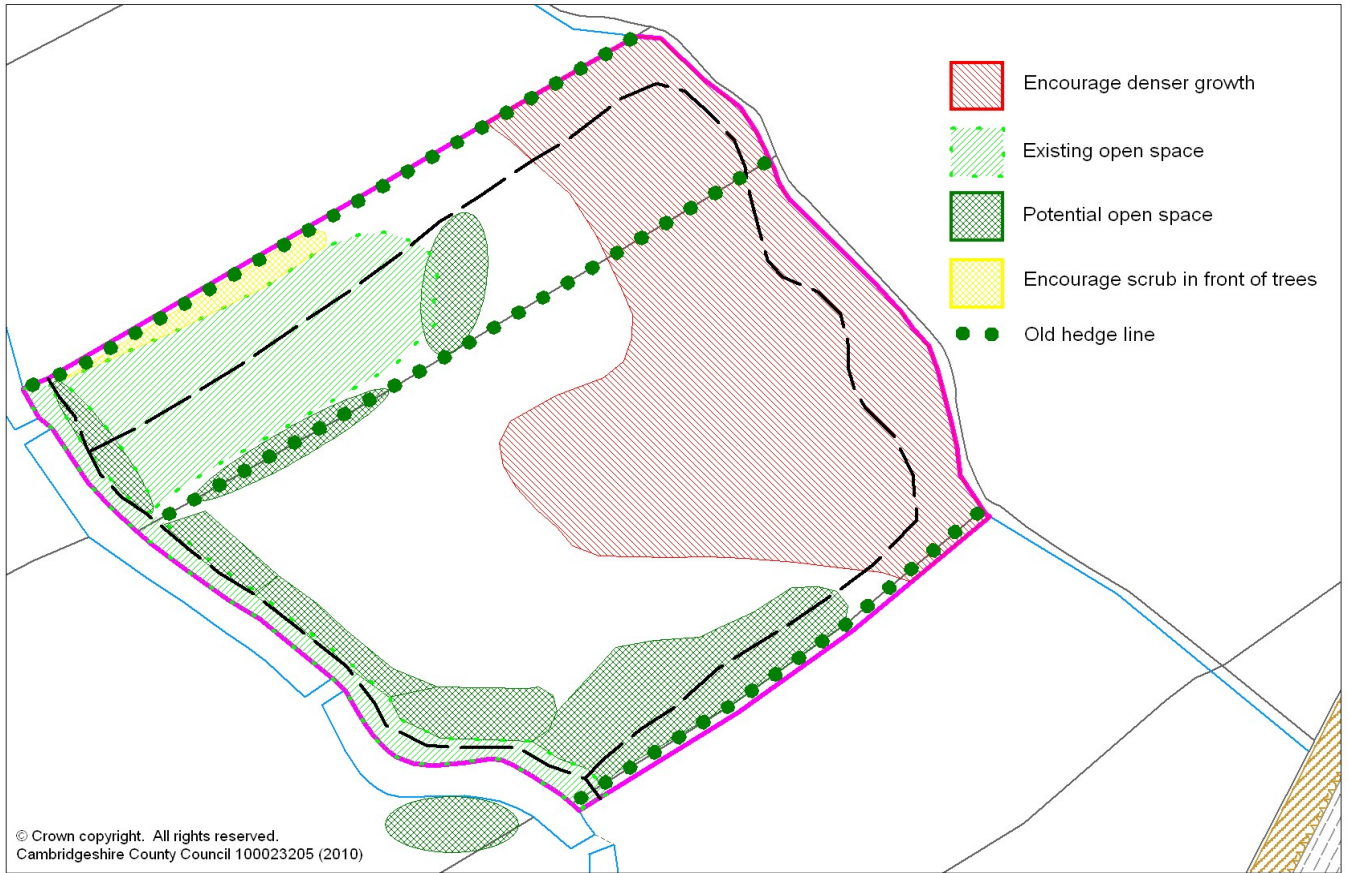 Encourage denser growth
Existing open space
Potential open space
Encourage scrub in front of trees
Old hedge line
© Crown copyright. All rights reserved.
Cambridgeshire County Council 100023205 (2010)